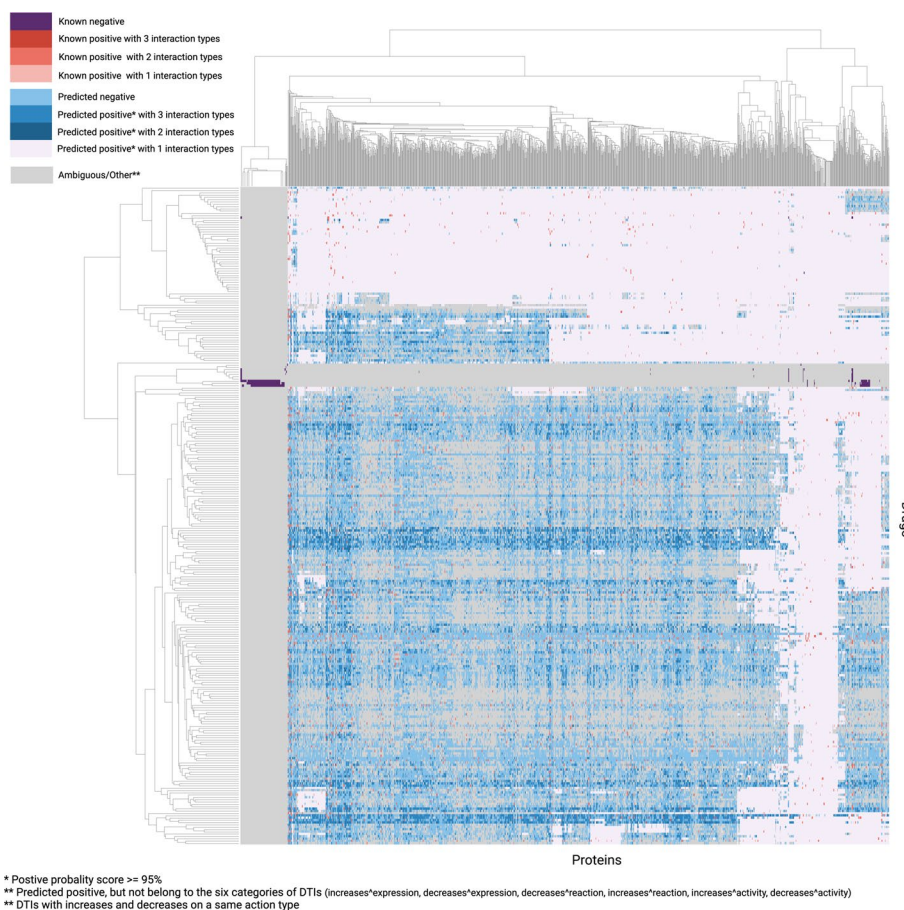 Known negative
Known positive with 3 interaction types
Known positive with 2 interaction types
Known positive with 1 interaction types
Predicted negative
Predicted positive* with 3 interaction types
Predicted positive* with 2 interaction types
Predicted positive* with 1 interaction types
Ambiguous/Other**
Proteins
* Postive probality score >= 95%
** Predicted positive, but not belong to the six categories of DTIs (increases^expression, decreases^expression, decreases^reaction, increases^reaction, increases^activity, decreases^activity)
** DTIs with increases and decreases on a same action type